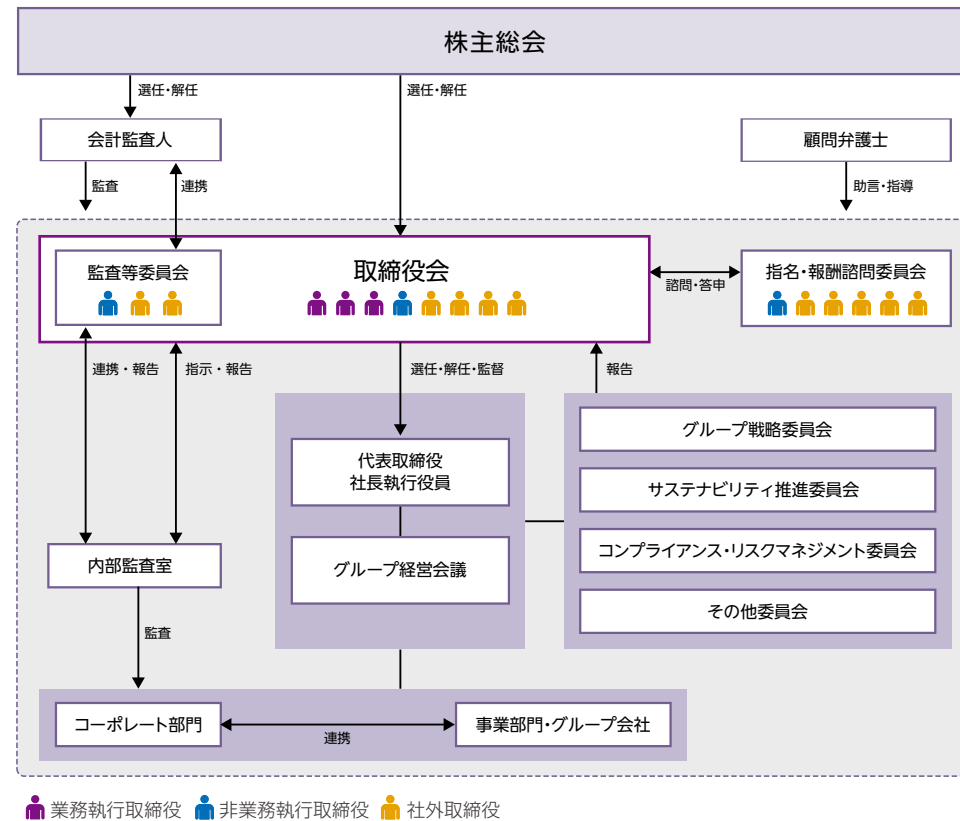 株主総会
選任・解任
選任・解任
会計監査人
顧問弁護士
監査
連携
助言・指導
監査等委員会
取締役会
諮問・答申
指名・報酬諮問委員会
連携・報告
指示・報告
選任・解任・監督
報告
代表取締役
社長執行役員
グループ経営会議
グループ戦略委員会
サステナビリティ推進委員会
コンプライアンス・リスクマネジメント委員会
その他委員会
内部監査室
監査
コーポレート部門
連携
事業部門・グループ会社
業務執行取締役 非業務執行取締役 社外取締役